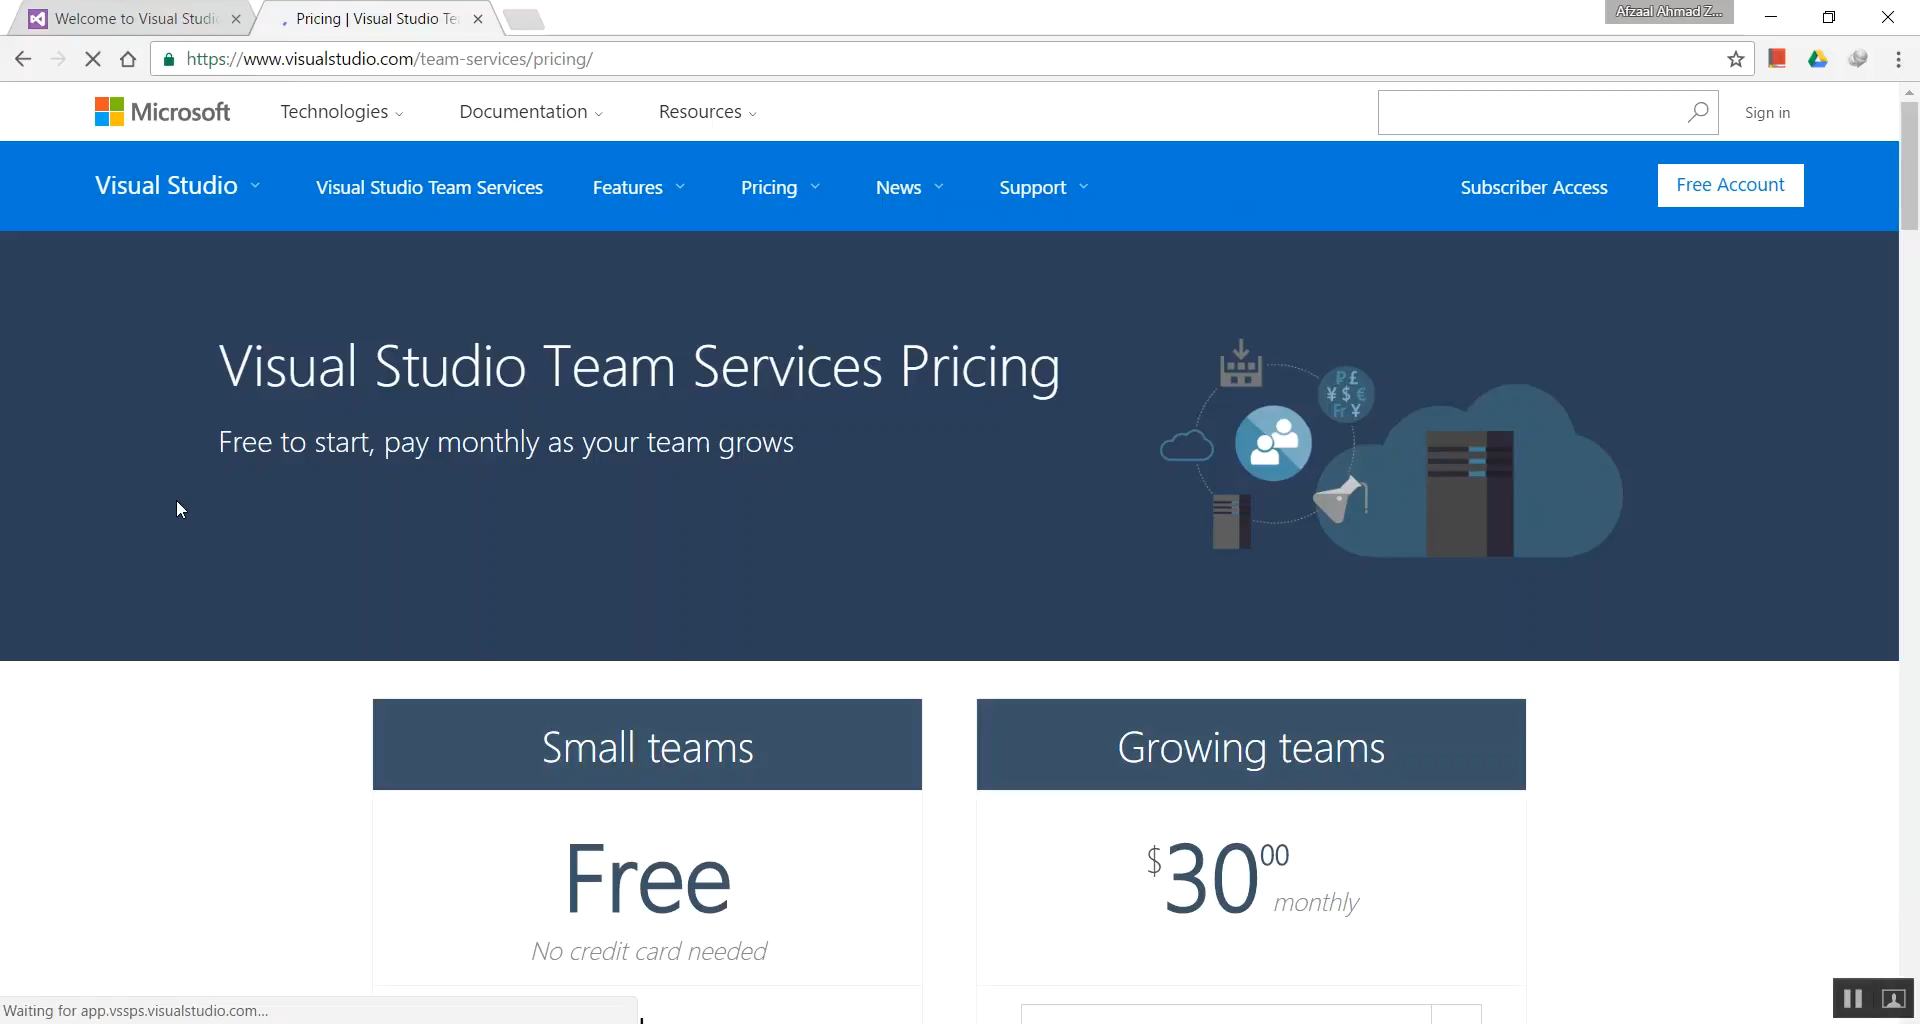 Welcome to Visual Studi
Pricing | Visual Studio Te
Afzaal Ahmad Z...
https://www.visualstudio.com/team-services/pricing/
Microsoft
Technologies
Documentation
Resources
Sign in
Visual Studio
Visual Studio Team Services
Features
Pricing
News
Support
Subscriber Access
Free Account
Visual Studio Team Services Pricing
Free to start, pay monthly as your team grows
₽£
¥$€
Fr¥
Small teams
Growing teams
Free
$30 00 monthly
No credit card needed
Waiting for app.vssps.visualstudio.com...